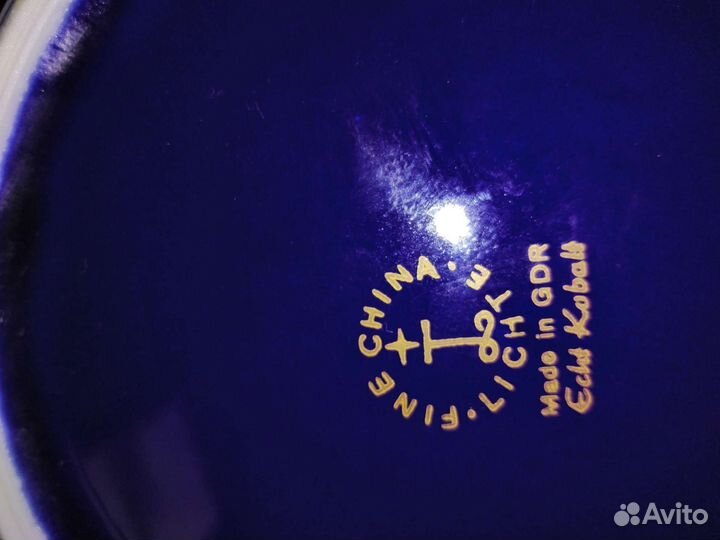 FINE CHINA · LICHTE ·
Made in GDR
Echt Kobalt
Avito